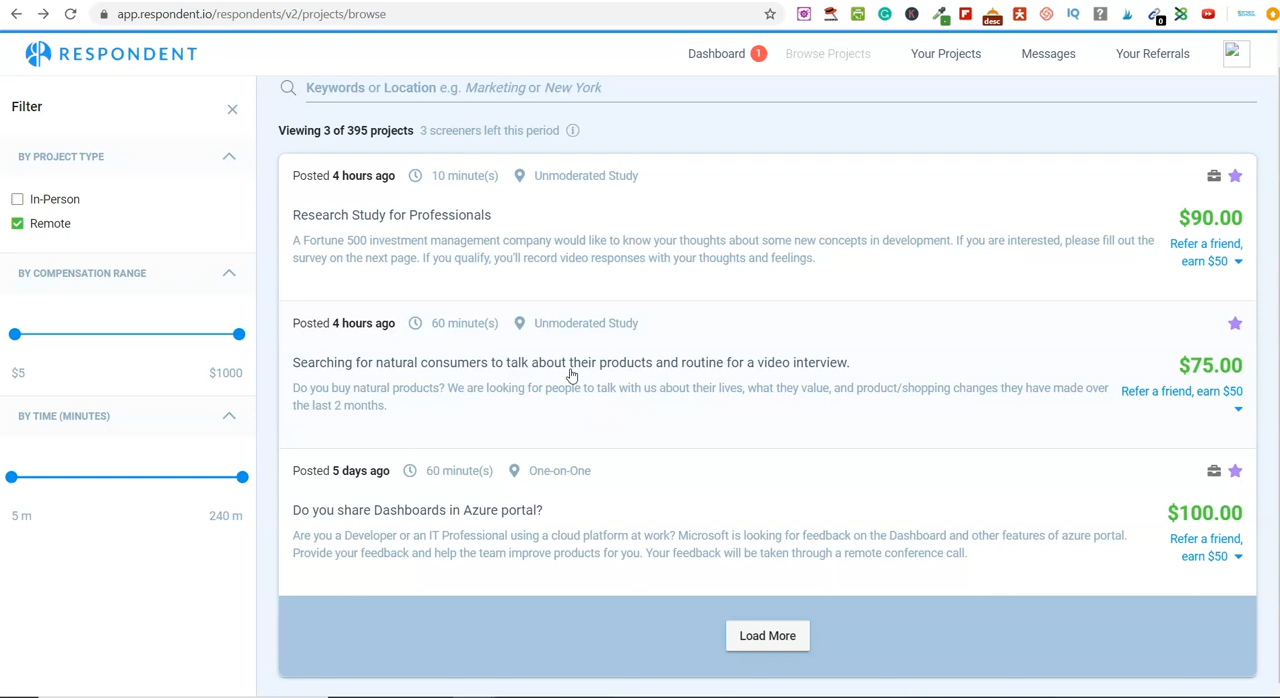 app.respondent.io/respondents/v2/projects/browse
desc
IQ
?
0
RESPONDENT
Dashboard 1 Browse Projects Your Projects Messages Your Referrals
Filter
Keywords or Location e.g. Marketing or New York
Viewing 3 of 395 projects 3 screeners left this period
BY PROJECT TYPE
In-Person
Remote
BY COMPENSATION RANGE
$5 $1000
BY TIME (MINUTES)
5 m 240 m
Posted 4 hours ago 10 minute(s) Unmoderated Study
Research Study for Professionals
$90.00
A Fortune 500 investment management company would like to know your thoughts about some new concepts in development. If you are interested, please fill out the
survey on the next page. If you qualify, you'll record video responses with your thoughts and feelings.
Refer a friend,
earn $50
Posted 4 hours ago 60 minute(s) Unmoderated Study
Searching for natural consumers to talk about their products and routine for a video interview.
$75.00
Do you buy natural products? We are looking for people to talk with us about their lives, what they value, and product/shopping changes they have made over
the last 2 months.
Refer a friend, earn $50
Posted 5 days ago 60 minute(s) One-on-One
Do you share Dashboards in Azure portal?
$100.00
Are you a Developer or an IT Professional using a cloud platform at work? Microsoft is looking for feedback on the Dashboard and other features of azure portal.
Provide your feedback and help the team improve products for you. Your feedback will be taken through a remote conference call.
Refer a friend,
earn $50
Load More